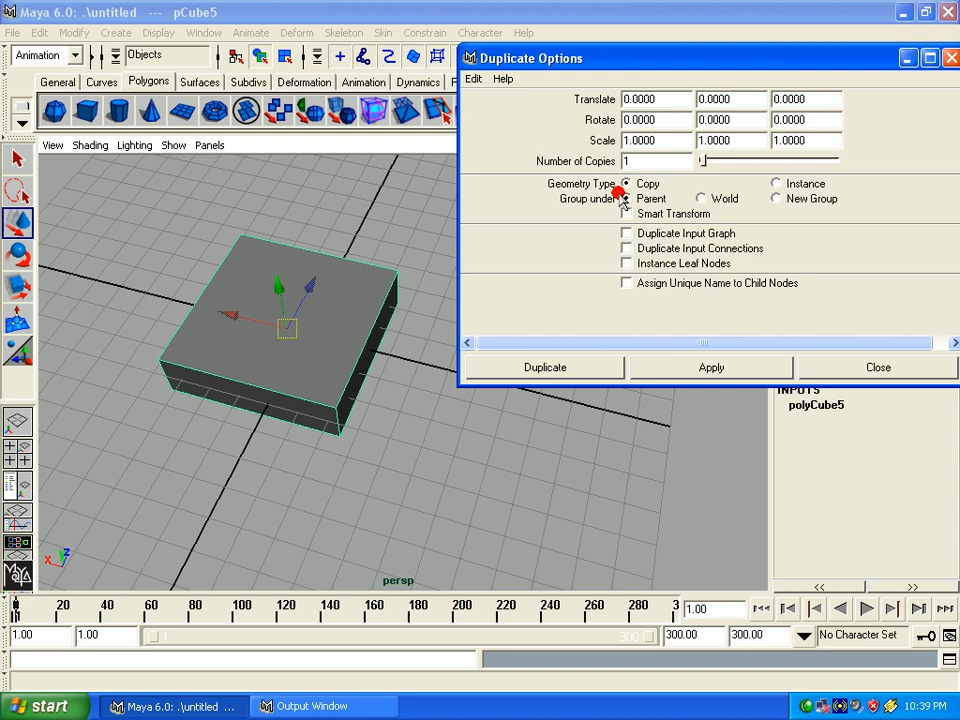 Maya 6.0: .\untitled --- pCube5
File Edit Modify Create Display Window Animate Deform Skeleton Skin Constrain Character Help
Animation Objects
General Curves Polygons Surfaces Subdivs Deformation Animation Dynamics F
View Shading Lighting Show Panels
Duplicate Options
Edit Help
Translate 0.0000 0.0000 0.0000
Rotate 0.0000 0.0000 0.0000
Scale 1.0000 1.0000 1.0000
Number of Copies 1
Geometry Type Copy Instance
Group under Parent World New Group
Smart Transform
Duplicate Input Graph
Duplicate Input Connections
Instance Leaf Nodes
Assign Unique Name to Child Nodes
Duplicate Apply Close
INPUTS
polyCube5
x z
persp
MAYA
<< >>
20 40 60 80 100 120 140 160 180 200 220 240 260 280 3 1.00
1.00 1.00 1 300 300.00 300.00 No Character Set
start Maya 6.0: .\untitled ... Output Window 10:39 PM